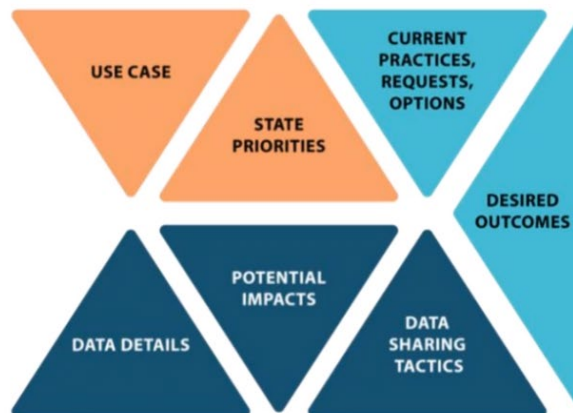 USE CASE
STATE
PRIORITIES
CURRENT
PRACTICES,
REQUESTS,
OPTIONS
DESIRED
OUTCOMES
DATA DETAILS
POTENTIAL
IMPACTS
DATA
SHARING
TACTICS